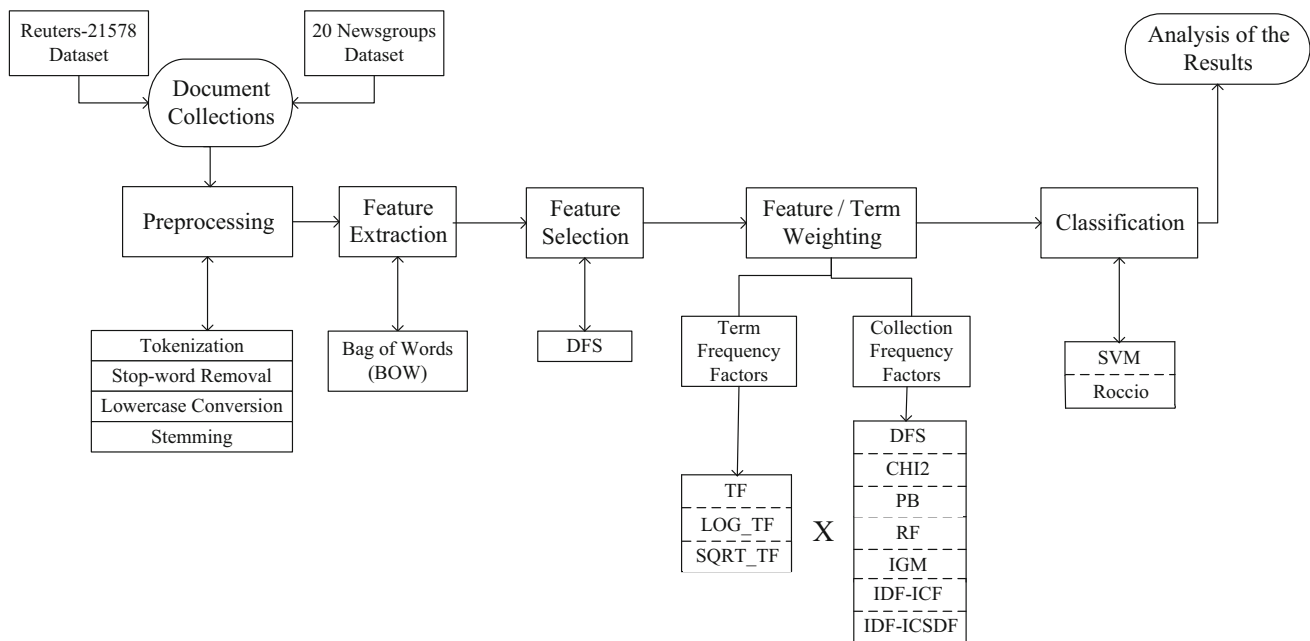 Reuters-21578
Dataset
20 Newsgroups
Dataset
Document
Collections
Analysis of the
Results
Preprocessing
Feature
Extraction
Feature
Selection
Feature / Term
Weighting
Classification
Tokenization
Stop-word Removal
Lowercase Conversion
Stemming
Bag of Words
(BOW)
DFS
Term
Frequency
Factors
Collection
Frequency
Factors
SVM
Roccio
TF
LOG_TF
SQRT_TF
X
DFS
CHI2
PB
RF
IGM
IDF-ICF
IDF-ICSDF